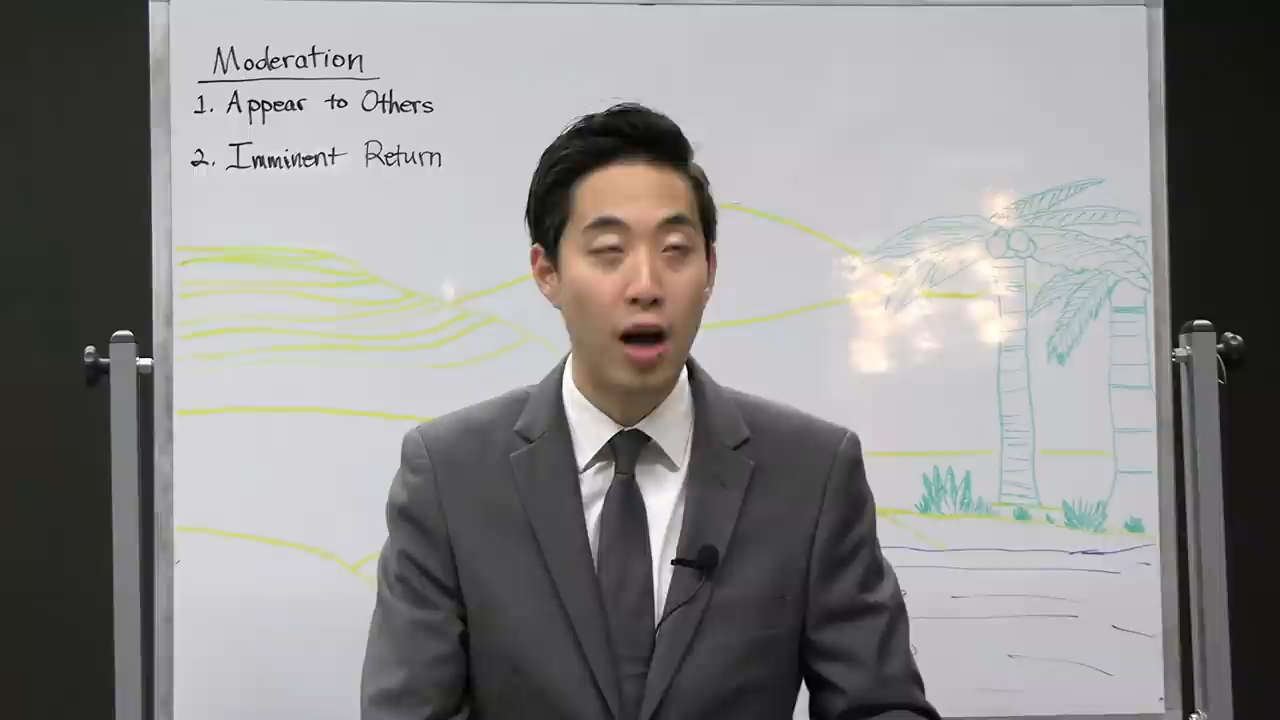 Moderation
1. Appear to Others
2. Imminent Return